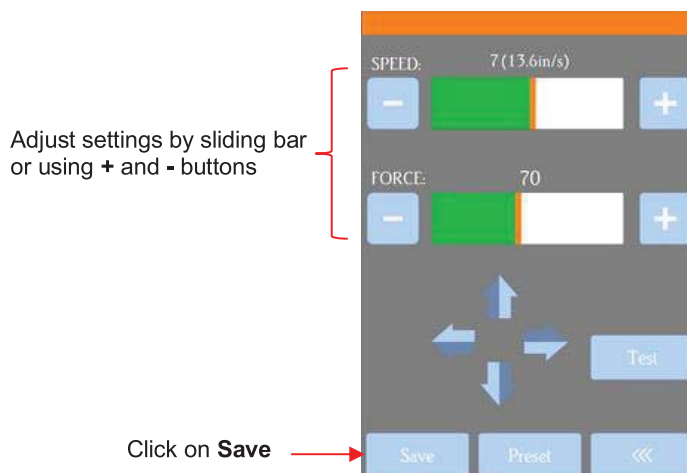 SPEED: 7(13.6in/s)
− +
Adjust settings by sliding bar
or using + and - buttons
FORCE: 70
− +
Test
Click on Save
Save Preset <<<